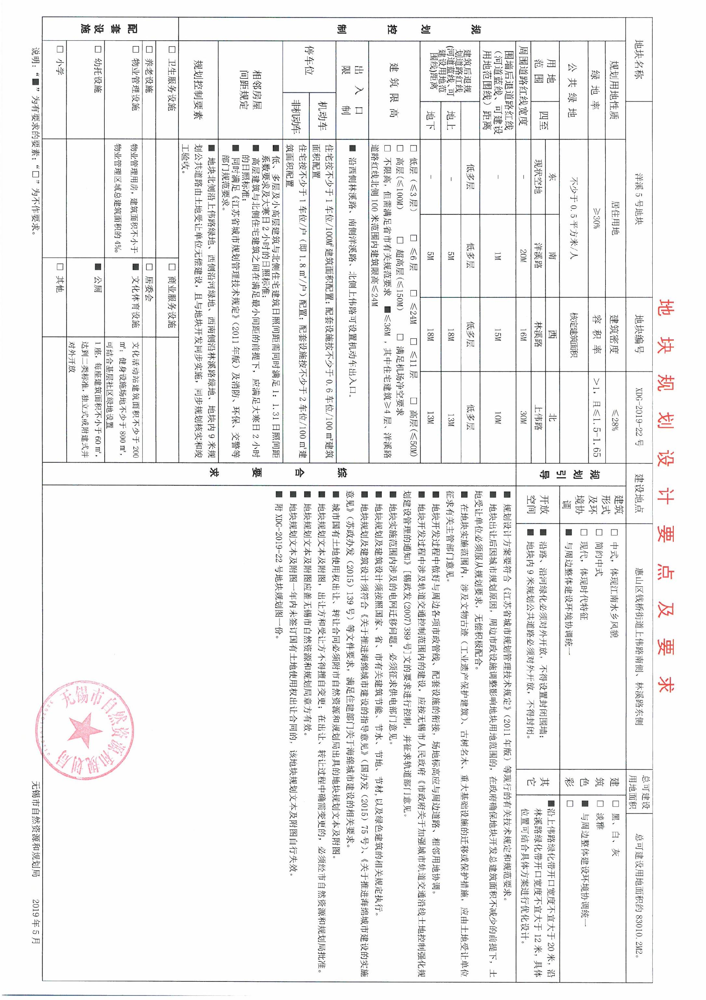 地块规划设计要点及要求
地块名称 洋溪5号地块 地块编号 XDG-2019-22号 建设地点 惠山区钱桥街道上伟路南侧、林溪路东侧 总可建设用地面积 总可建设用地面积约83010.2M2。
规划控制
规划用地性质 居住用地 建筑密度 ≤28%
绿地率 ≥30% 容积率 >1，且≤1.5-1.65
公共绿地 不少于0.5平方米/人 核定建筑面积
用地范围 四至 东 南 西 北
现状空地 洋溪路 林溪路 上伟路
周围道路红线宽度 - 20M 16M 30M
围墙后退道路红线（河道蓝线、可建设用地范围线）距离 - 1M 15M 10M
建筑后退规划道路红线(河道蓝线、可建设用地范围线)距离 低多层 低多层 低多层 低多层
地上 - 5M 18M 13M
地下 - 5M 18M 13M
建筑限高
□ 低层（≤3层） □ ≤6层 □ ≤24M □ ≤11层 □ 高层(≤50M)
□ 高层(≤100M) □ 超高层(≤150M) □ 满足机场净空要求
□ 不限高，但需满足省市有关规范要求 ■≤36M，其中住宅建筑≥4层、洋溪路
道路红线北侧100米范围内建筑限高≤24M
出入口限制 ■ 沿西侧林溪路、南侧洋溪路、北侧上伟路可设置机动车出入口。
停车位
机动车 住宅按不少于1车位/100M²建筑面积配置；配套设施按不少于0.6车位/100㎡建筑
面积配置
非机动车 住宅按不少于1车位/户（即1.8㎡/户）配置；配套设施按不少于2车位/100㎡建
筑面积配置
相邻房屋间距规定
■ 低、多层及小高层建筑与北侧住宅建筑日照间距需同时满足1：1.31日照间距
系数要求及大寒日2小时的日照标准；
■ 高层建筑与北侧住宅建筑之间在满足最小间距的前提下，应满足大寒日2小时
的日照标准；
■ 同时满足《江苏省城市规划管理技术规定》（2011年版）及消防、环保、交警等
部门规范要求。
规划控制要素
■ 地块北侧沿上伟路绿地、西侧沿河绿地、西南侧沿林溪路绿地、地块内9米规
划公共道路由土地受让单位无偿建设，且与地块开发同步实施，同步规划核实和竣
工验收。
配套设施
□ 卫生服务设施 □ 商业服务设施
□ 养老设施 □ 居委会
□ 物业管理设施 物业管理用房，建筑面积不小于
物业管理区域总建筑面积的4‰
■ 文化体育设施 文化活动站建筑面积不少于200
㎡；健身设施场地不少于800㎡，
可结合基层社区绿地设置
□ 幼托设施 ■ 公厕 1座，每座建筑面积不小于60㎡，
达到二类标准，独立式或附建式并
对外开放
□ 小学 □ 其他
规划引导
建筑形式及环境协调
□ 中式，体现江南水乡风貌
□ 简约中式
□ 现代，体现时代特征
■ 与周边整体建设环境协调统一
建筑色彩
□ 黑、白、灰
□ 淡雅
■ 与周边整体建设环境协调统一
□
开放空间
■ 沿路、沿河绿化必须对外开放，不得设置封闭围墙；
■ 地块内9米规划公共道路必须对外开放，不得封闭。
其它
■沿上伟路绿化带开口宽度不宜大于20米，沿
林溪路绿化带开口宽度不宜大于12米，具体
位置可结合具体方案进行优化设计。
综合要求
■ 规划设计方案要符合《江苏省城市规划管理技术规定》（2011年版）等现行的有关技术规定和规范要求。
■ 地块出让后因城市规划原因，周边市政设施调整影响地块用地范围的，在政府确保地块开发总建筑面积不减少的前提下，土
地受让单位必须服从规划要求，无偿积极配合。
■ 在地块实施范围内，涉及文物古迹（工业遗产保护建筑）、古树名木、重大基础设施的迁移或保护措施，应由土地受让单位
征求有关主管部门意见。
■ 地块开发过程中做好与周边各项市政管线、配套设施的衔接，场地标高应与周边道路、相邻用地协调。
■ 地块开发过程中涉及轨道交通控制范围内的建设，应按无锡市人民政府《市政府关于加强城市轨道交通沿线土地控制强化规
划建设管理的通知》[锡政发(2007)389号]文的要求进行控制，并征求轨道部门意见。
■ 地块实施范围内涉及的电网迁移问题，必须征求供电部门意见。
■ 地块规划及建筑设计须按照国家、省、市有关建筑节能、节水、节地、节材,以及绿色建筑的相关规定执行。
■ 地块规划及建筑设计须符合《关于推进海绵城市建设的指导意见》（国办发（2015）75号）、《关于推进海绵城市建设的实施
意见》（苏政办发（2015）139号）等文件要求，满足住建部门关于海绵城市建设的相关要求。
■ 城市国有土地使用权出让、转让合同必须附市自然资源和规划局出具的地块规划文本及附图。
■ 地块规划文本及附图，出让方和受让方不得擅自变更；在出让、转让过程中确需变更的，必须经市自然资源和规划局批准。
■ 地块规划文本及附图应盖无锡市自然资源和规划局章方有效。
■ 地块规划文本及附图一年内未签订国有土地使用权出让合同的，该地块规划文本及附图自行失效。
■ 附XDG-2019-22号地块规划图一份。
无锡市自然资源和规划局
说明：“■”为有要求的要素；“□”为不作要求。
无锡市自然资源和规划局 2019年5月